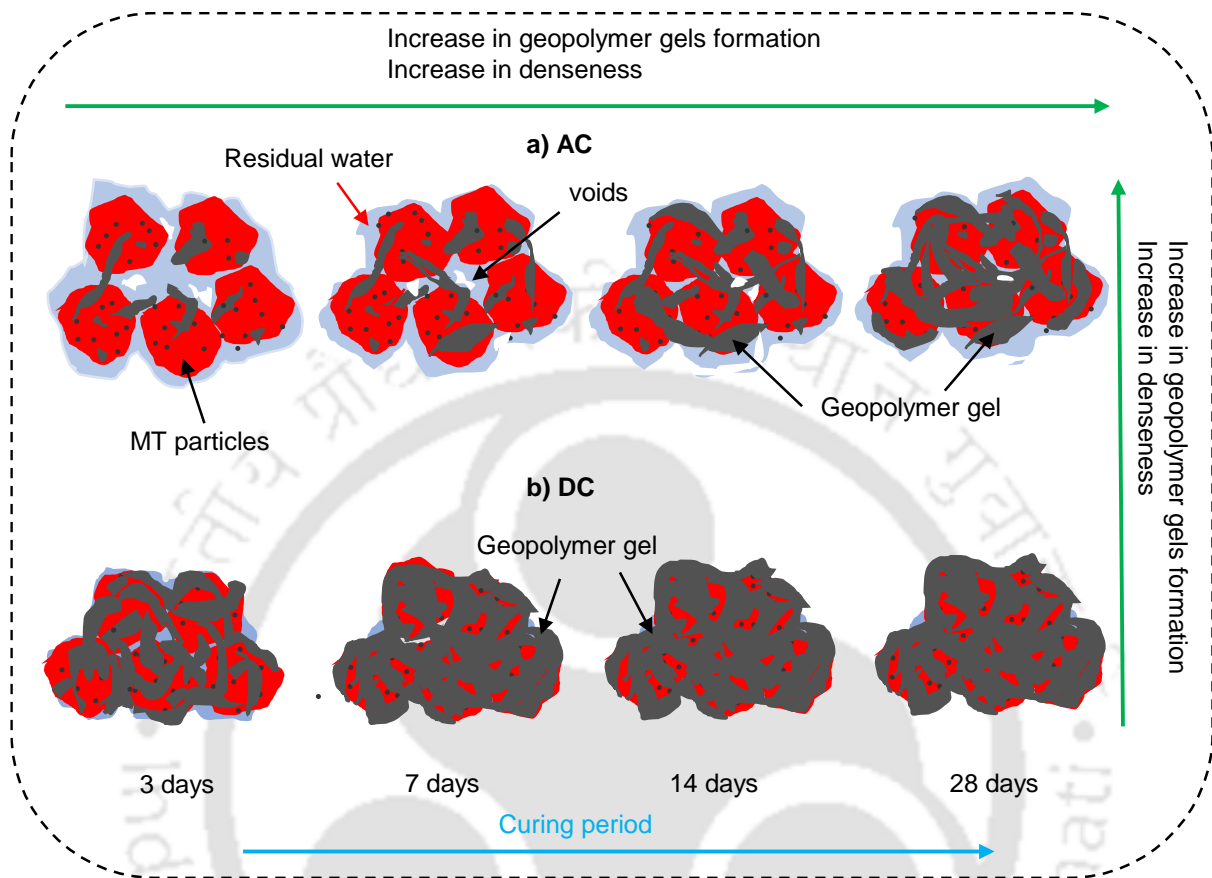 Increase in geopolymer gels formation
Increase in denseness
a) AC
Residual water
voids
MT particles
Geopolymer gel
Increase in geopolymer gels formation
Increase in denseness
b) DC
Geopolymer gel
3 days
7 days
14 days
28 days
Curing period